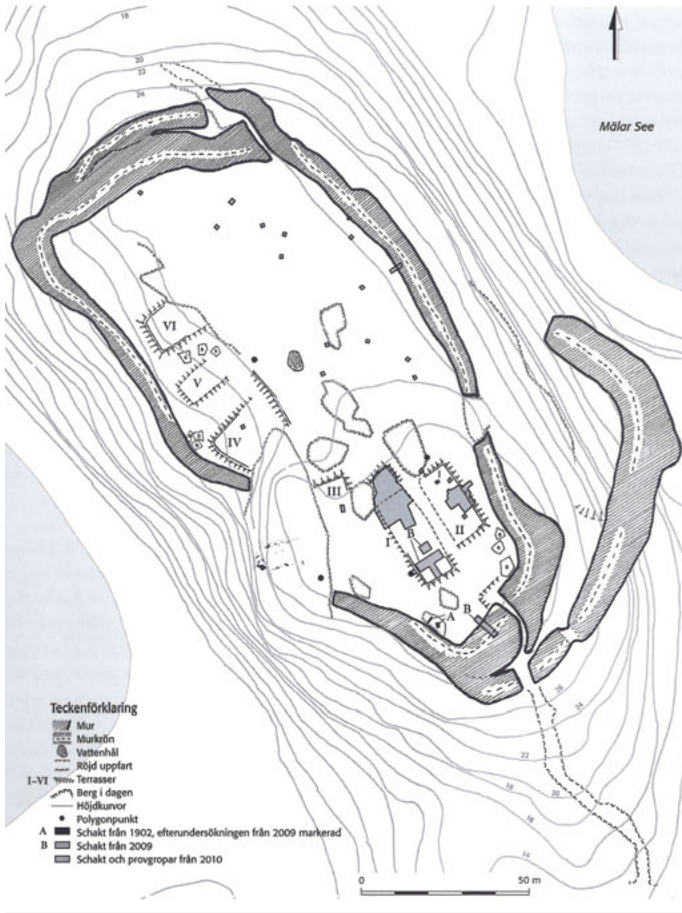 18
20
22
24
Mälar See
VI
V
IV
III
I
B
II
A
B
26
24
22
20
18
18
16
14
Teckenförklaring
Mur
Murkrön
Vattenhål
Röjd uppfart
I–VI Terrasser
Berg i dagen
Höjdkurvor
Polygonpunkt
A Schakt från 1902, efterundersökningen från 2009 markerad
B Schakt från 2009
Schakt och provgropar från 2010
0 50 m